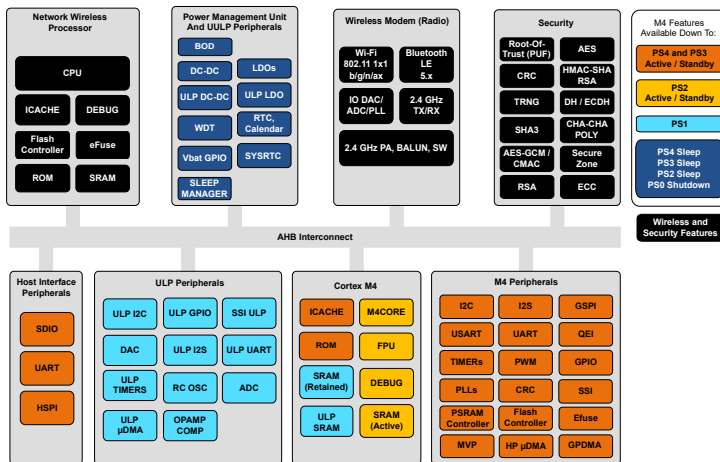 Network Wireless
Processor
CPU
ICACHE
DEBUG
Flash
Controller
eFuse
ROM
SRAM
Power Management Unit
And UULP Peripherals
BOD
DC-DC
LDOs
ULP DC-DC
ULP LDO
WDT
RTC,
Calendar
Vbat GPIO
SYSRTC
SLEEP
MANAGER
Wireless Modem (Radio)
Wi-Fi
802.11 1x1
b/g/n/ax
Bluetooth
LE
5.x
IO DAC/
ADC/PLL
2.4 GHz
TX/RX
2.4 GHz PA, BALUN, SW
Security
Root-Of-
Trust (PUF)
AES
CRC
HMAC-SHA
RSA
TRNG
DH / ECDH
SHA3
CHA-CHA
POLY
AES-GCM /
CMAC
Secure
Zone
RSA
ECC
M4 Features
Available Down To:
PS4 and PS3
Active / Standby
PS2
Active / Standby
PS1
PS4 Sleep
PS3 Sleep
PS2 Sleep
PS0 Shutdown
Wireless and
Security Features
AHB Interconnect
Host Interface
Peripherals
SDIO
UART
HSPI
ULP Peripherals
ULP I2C
ULP GPIO
SSI ULP
DAC
ULP I2S
ULP UART
ULP
TIMERS
RC OSC
ADC
ULP
µDMA
OPAMP
COMP
Cortex M4
ICACHE
M4CORE
ROM
FPU
SRAM
(Retained)
DEBUG
ULP
SRAM
SRAM
(Active)
M4 Peripherals
I2C
I2S
GSPI
USART
UART
QEI
TIMERs
PWM
GPIO
PLLs
CRC
SSI
PSRAM
Controller
Flash
Controller
Efuse
MVP
HP µDMA
GPDMA